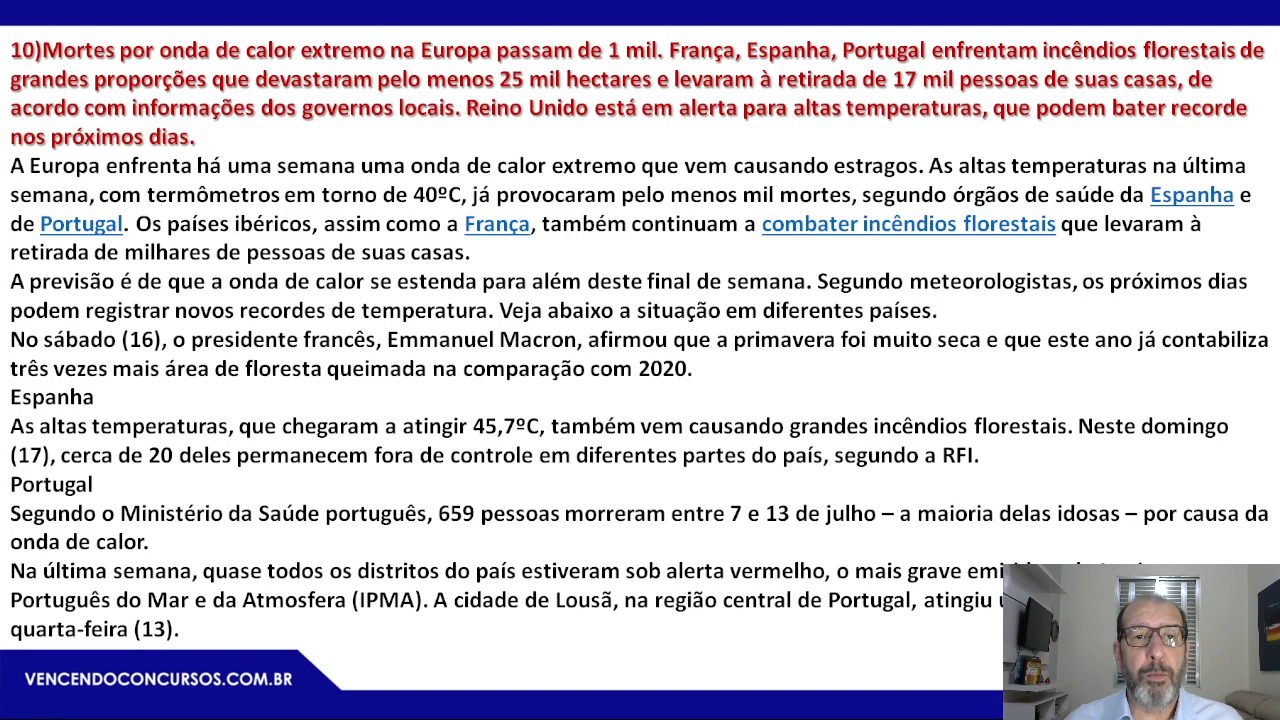 10)Mortes por onda de calor extremo na Europa passam de 1 mil. França, Espanha, Portugal enfrentam incêndios florestais de
grandes proporções que devastaram pelo menos 25 mil hectares e levaram à retirada de 17 mil pessoas de suas casas, de
acordo com informações dos governos locais. Reino Unido está em alerta para altas temperaturas, que podem bater recorde
nos próximos dias.
A Europa enfrenta há uma semana uma onda de calor extremo que vem causando estragos. As altas temperaturas na última
semana, com termômetros em torno de 40ºC, já provocaram pelo menos mil mortes, segundo órgãos de saúde da Espanha e
de Portugal. Os países ibéricos, assim como a França, também continuam a combater incêndios florestais que levaram à
retirada de milhares de pessoas de suas casas.
A previsão é de que a onda de calor se estenda para além deste final de semana. Segundo meteorologistas, os próximos dias
podem registrar novos recordes de temperatura. Veja abaixo a situação em diferentes países.
No sábado (16), o presidente francês, Emmanuel Macron, afirmou que a primavera foi muito seca e que este ano já contabiliza
três vezes mais área de floresta queimada na comparação com 2020.
Espanha
As altas temperaturas, que chegaram a atingir 45,7ºC, também vem causando grandes incêndios florestais. Neste domingo
(17), cerca de 20 deles permanecem fora de controle em diferentes partes do país, segundo a RFI.
Portugal
Segundo o Ministério da Saúde português, 659 pessoas morreram entre 7 e 13 de julho – a maioria delas idosas – por causa da
onda de calor.
Na última semana, quase todos os distritos do país estiveram sob alerta vermelho, o mais grave
Português do Mar e da Atmosfera (IPMA). A cidade de Lousã, na região central de Portugal, atingiu
quarta-feira (13).
VENCENDOCONCURSOS.COM.BR